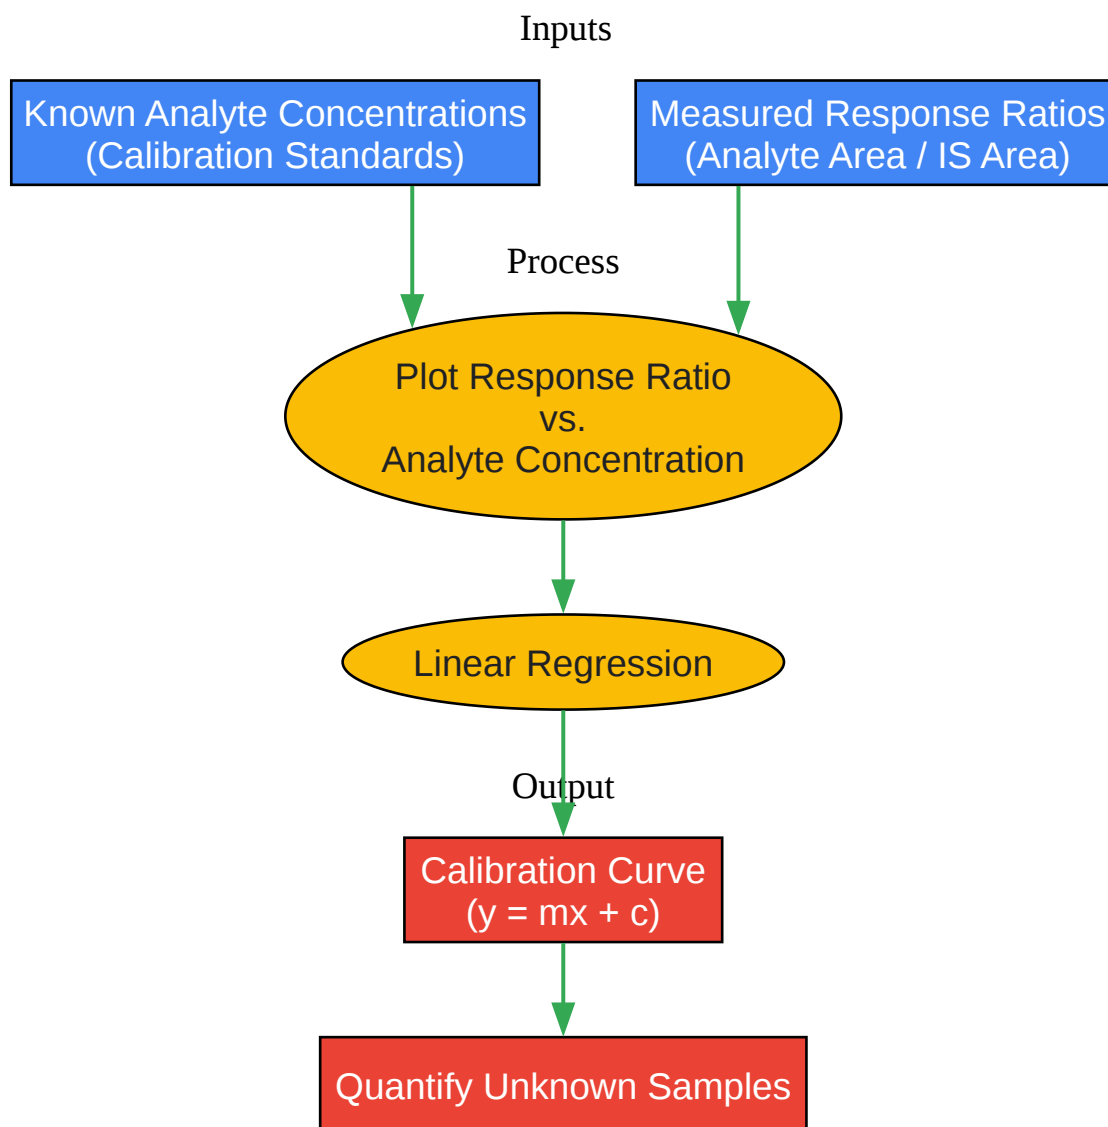 Inputs
Known Analyte Concentrations
(Calibration Standards)
Measured Response Ratios
(Analyte Area / IS Area)
Process
Plot Response Ratio
vs.
Analyte Concentration
Linear Regression
Output
Calibration Curve
(y = mx + c)
Quantify Unknown Samples